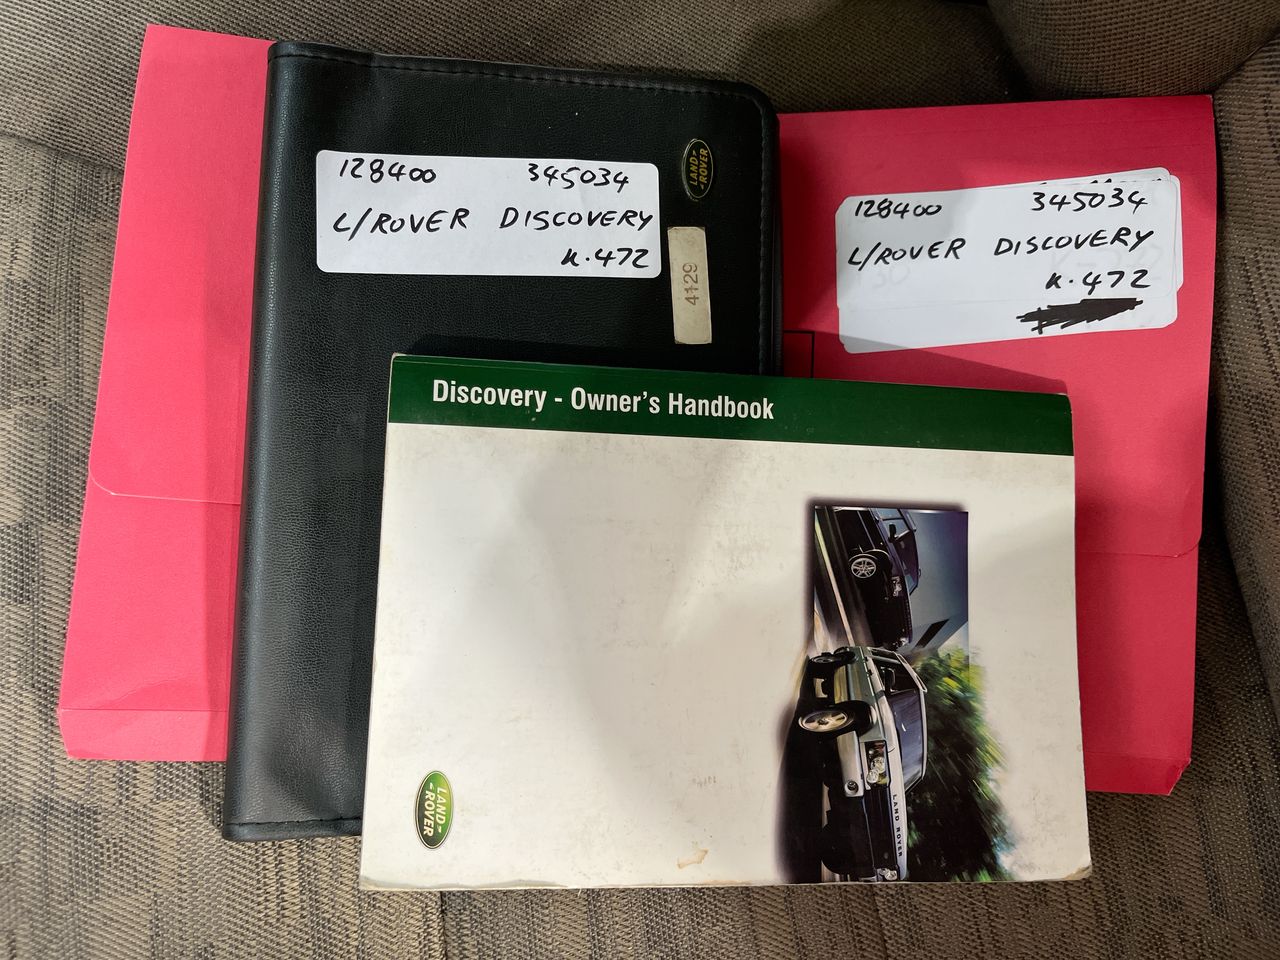 128400 345034
L/ROVER DISCOVERY
K.472
LAND ROVER
4129
128400 345034
L/ROVER DISCOVERY
K.472
Discovery - Owner's Handbook
LAND ROVER
LAND ROVER